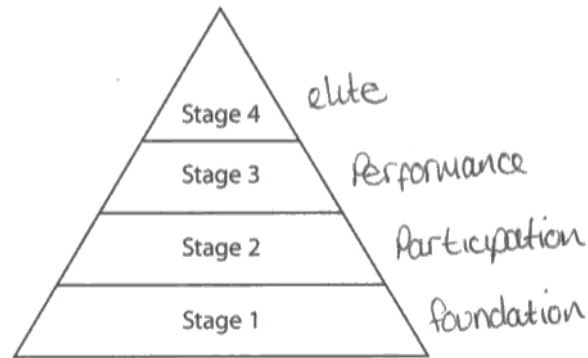 elite
Stage 4
Performance
Stage 3
Participation
Stage 2
foundation
Stage 1